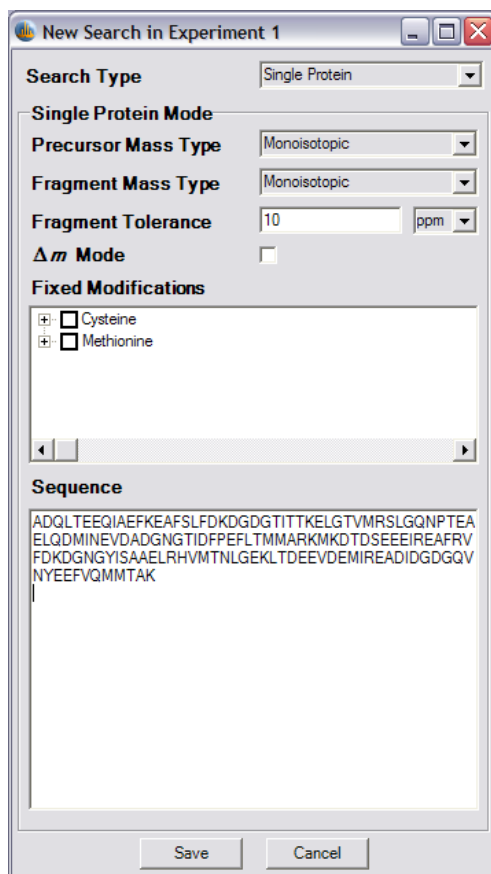 New Search in Experiment 1
Search Type Single Protein
Single Protein Mode
Precursor Mass Type Monoisotopic
Fragment Mass Type Monoisotopic
Fragment Tolerance 10 ppm
Δm Mode
Fixed Modifications
Cysteine
Methionine
Sequence
ADQLTEEQIAEFKEAFSLFDKDGDGTITTKELGTVMRSLGQNPTEA
ELQDMINEVDADGNGTIDFPEFLTMMARKMKDTDSEEEIREAFRV
FDKDGNGYISAAELRHVMTNLGEKLTDEEVDEMIREADIDGDGQV
NYEEFVQMMTAK
Save Cancel